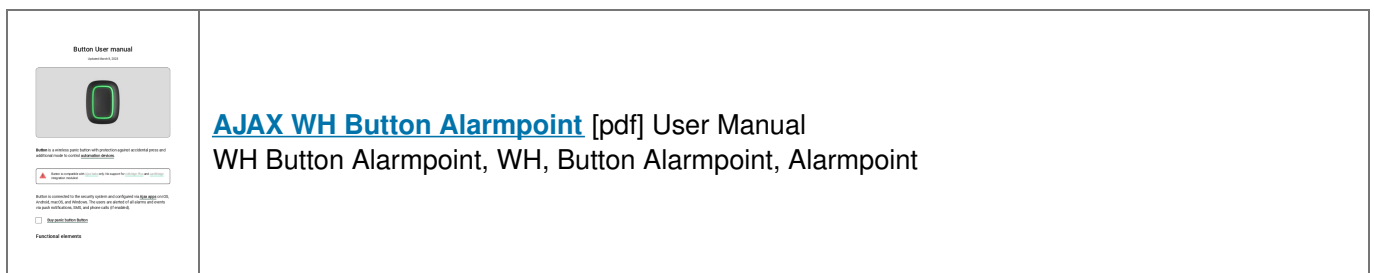 Button User manual
Button is a wireless panic button with protection against accidental press and
additional mode to control automation devices.
Button is connected to the security system and configured via Ajax apps on iOS,
Android, macOS, and Windows. The users are alerted of all alarms and events
via push notifications, SMS, and phone calls (if enabled).
Buy panic button Button
Functional elements
AJAX WH Button Alarmpoint [pdf] User Manual
WH Button Alarmpoint, WH, Button Alarmpoint, Alarmpoint